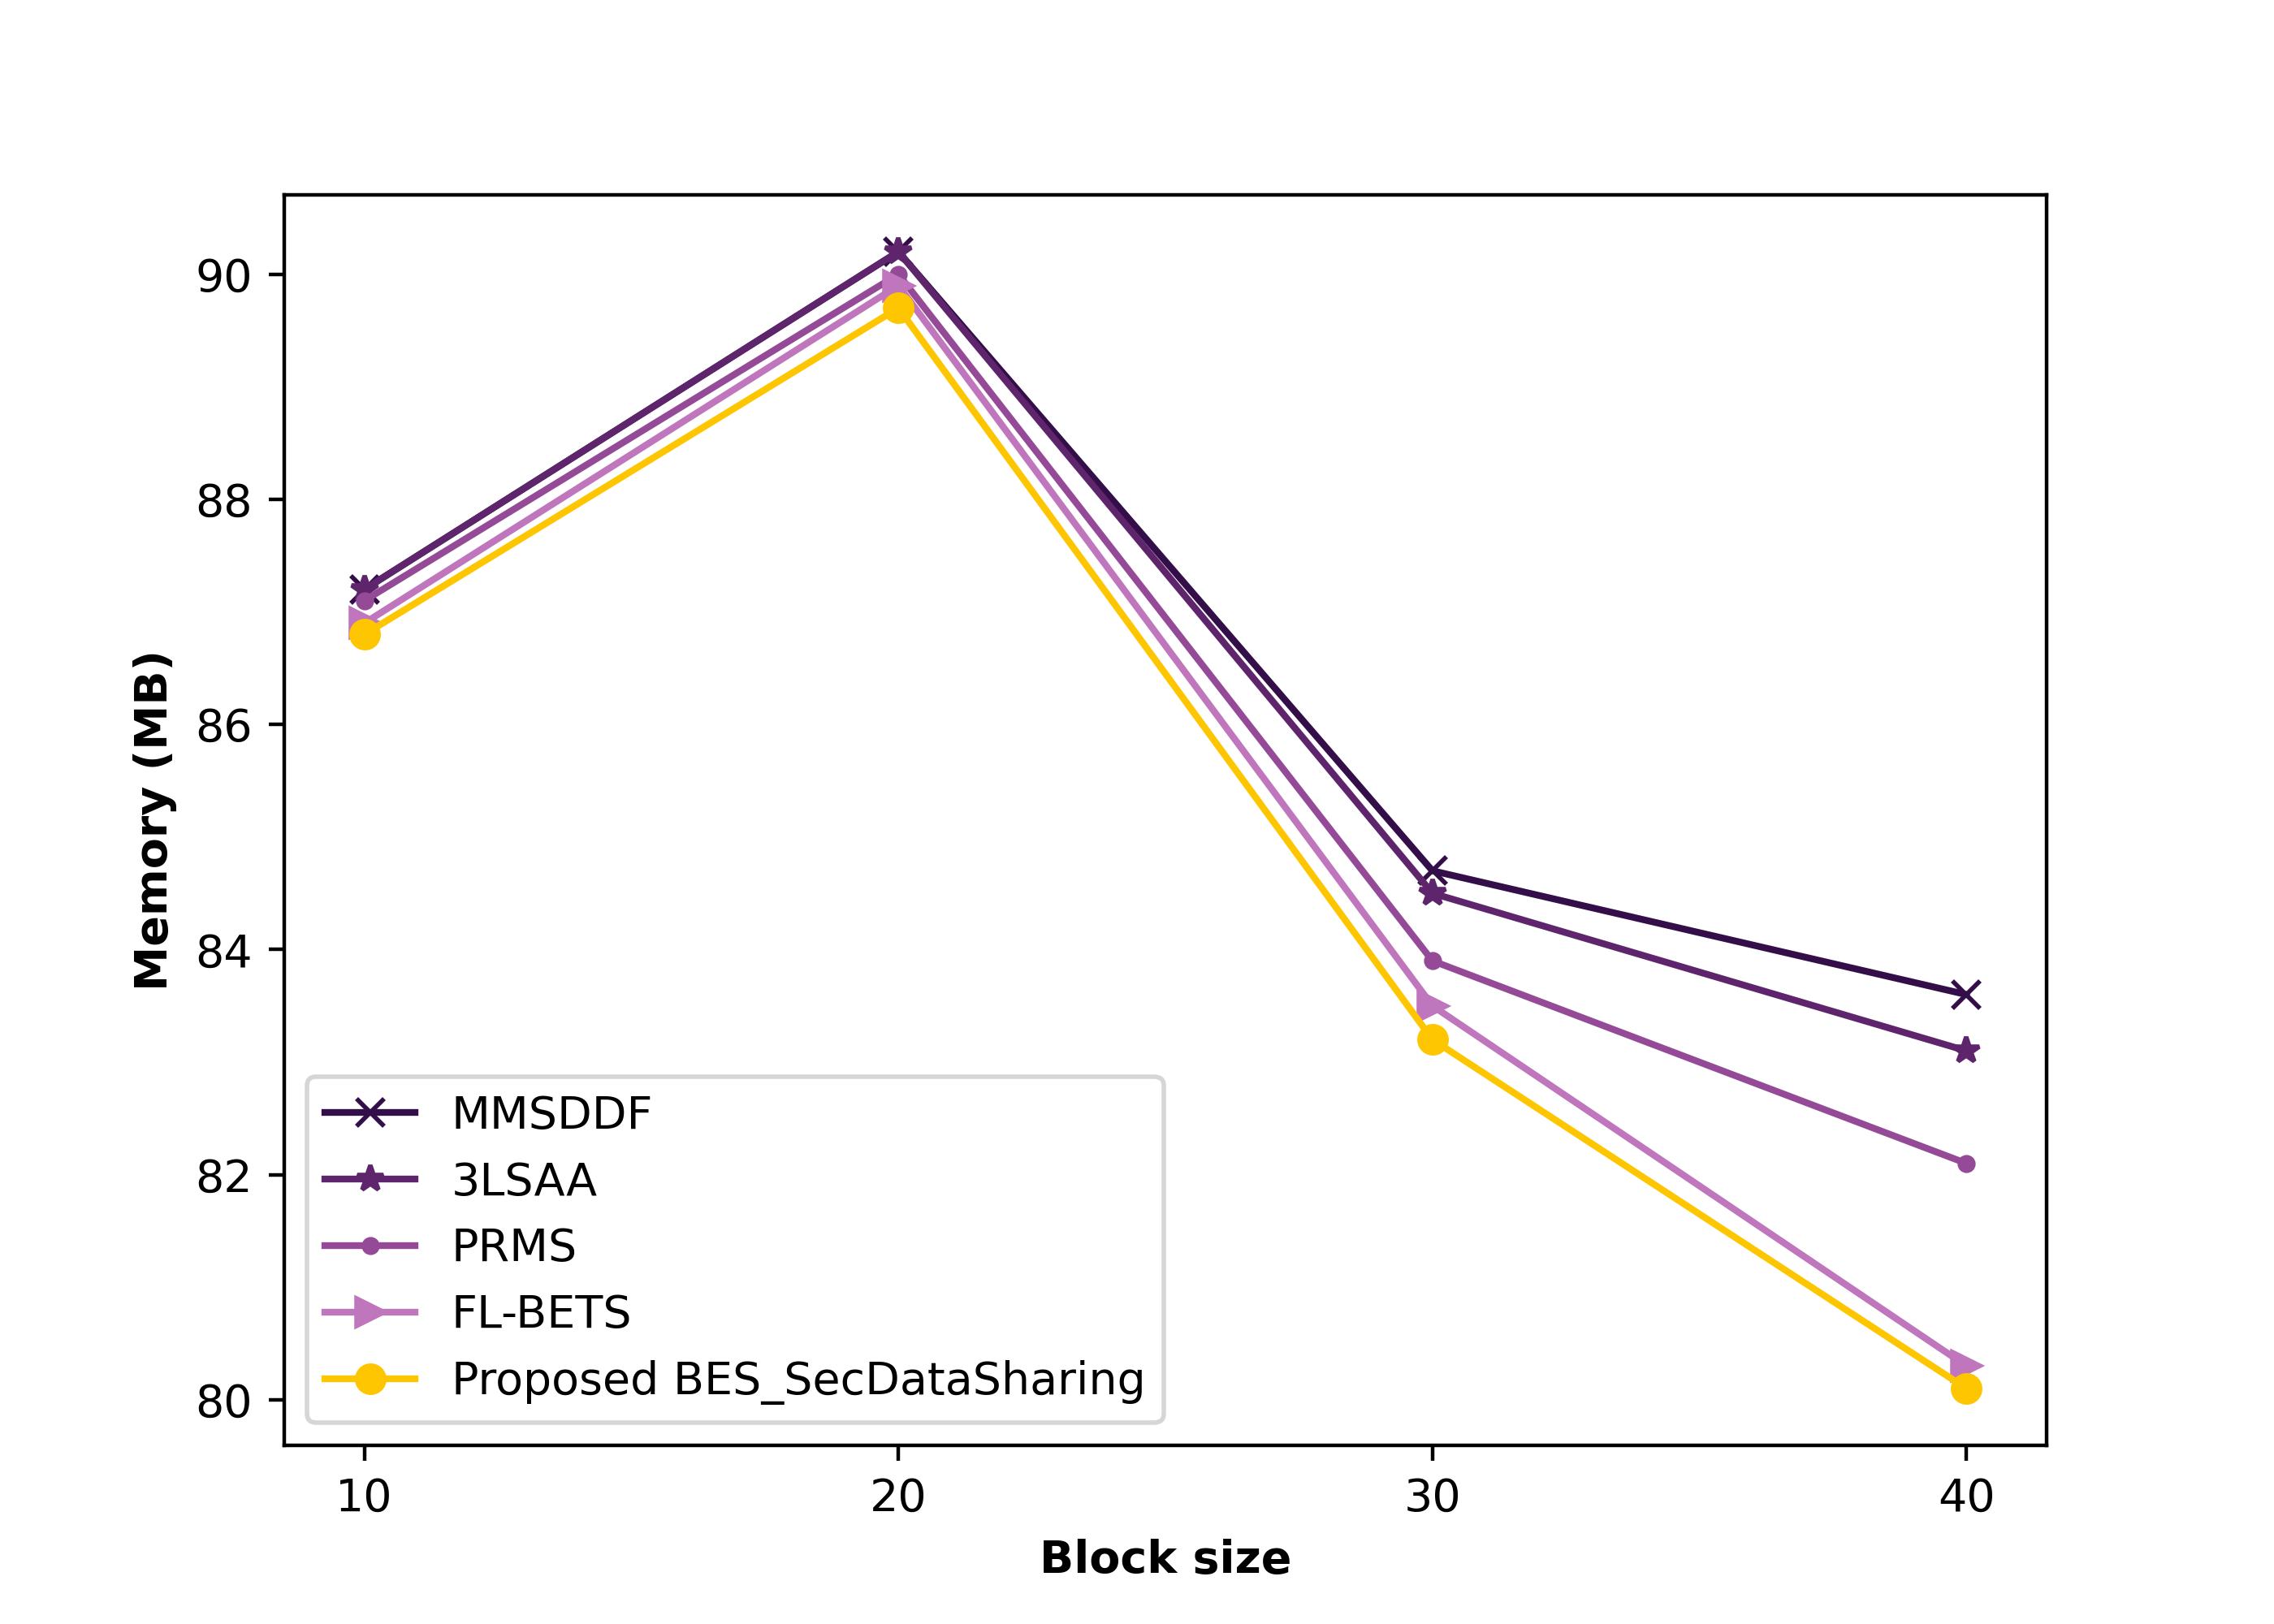 90
88
86
84
82
80
Memory (MB)
MMSDDF
3LSAA
PRMS
FL-BETS
Proposed BES_SecDataSharing
10 20 30 40
Block size